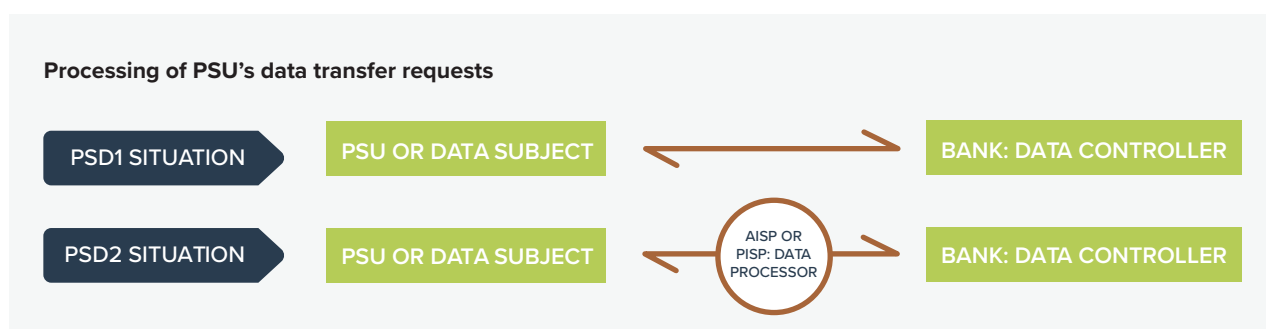 Processing of PSU’s data transfer requests
PSD1 SITUATION
PSU OR DATA SUBJECT
BANK: DATA CONTROLLER
PSD2 SITUATION
PSU OR DATA SUBJECT
AISP OR
PISP: DATA
PROCESSOR
BANK: DATA CONTROLLER